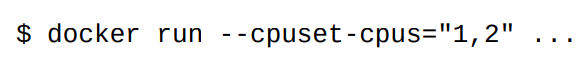 $ docker run --cpuset-cpus="1,2" ...